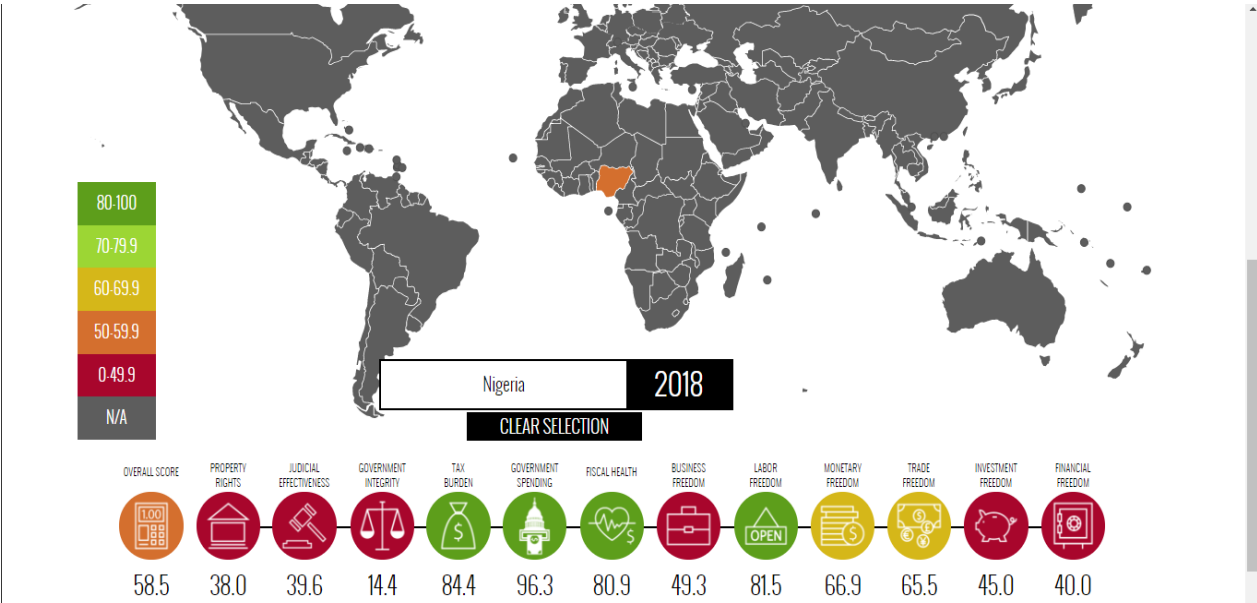 80-100
70-79.9
60-69.9
50-59.9
0-49.9
N/A
Nigeria
2018
CLEAR SELECTION
OVERALL SCORE
PROPERTY
RIGHTS
JUDICIAL
EFFECTIVENESS
GOVERNMENT
INTEGRITY
TAX
BURDEN
GOVERNMENT
SPENDING
FISCAL HEALTH
BUSINESS
FREEDOM
LABOR
FREEDOM
MONETARY
FREEDOM
TRADE
FREEDOM
INVESTMENT
FREEDOM
FINANCIAL
FREEDOM
1.00
$
$
OPEN
$
$
£
€
¥
58.5
38.0
39.6
14.4
84.4
96.3
80.9
49.3
81.5
66.9
65.5
45.0
40.0